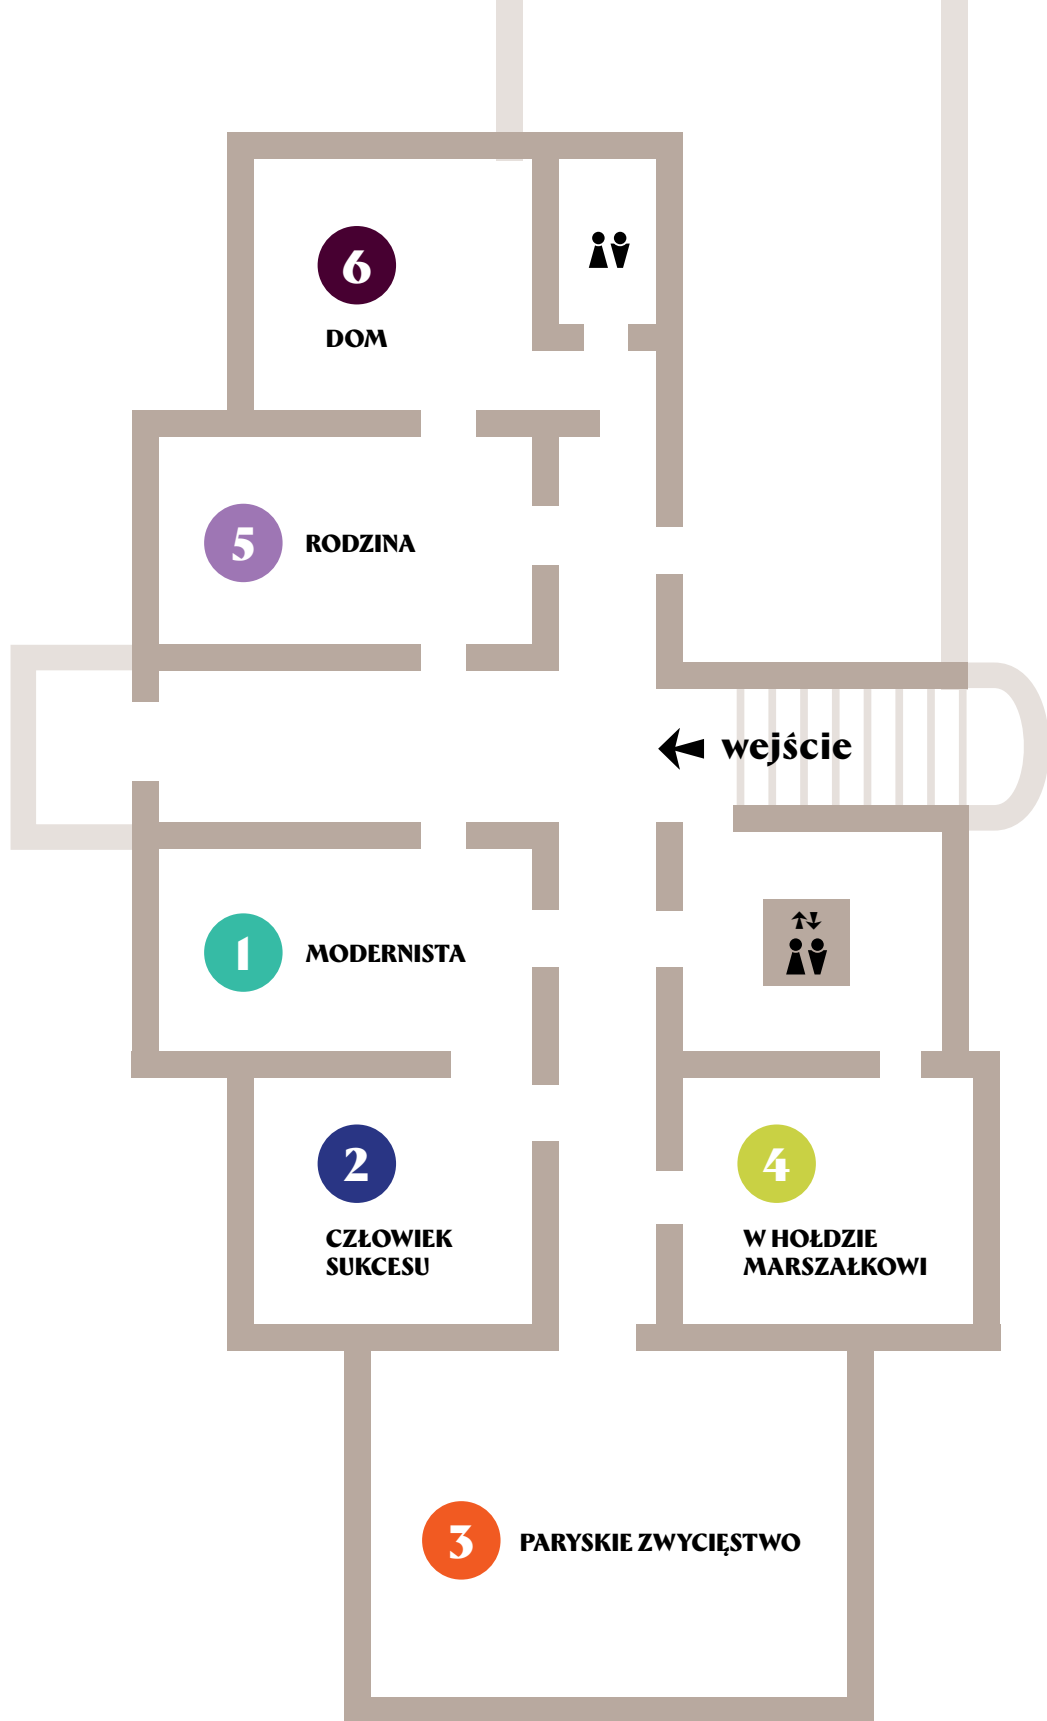 6
DOM
5
RODZINA
wejście
1
MODERNISTA
2
CZŁOWIEK
SUKCESU
4
W HOŁDZIE
MARSZAŁKOWI
3
PARYSKIE ZWYCIĘSTWO